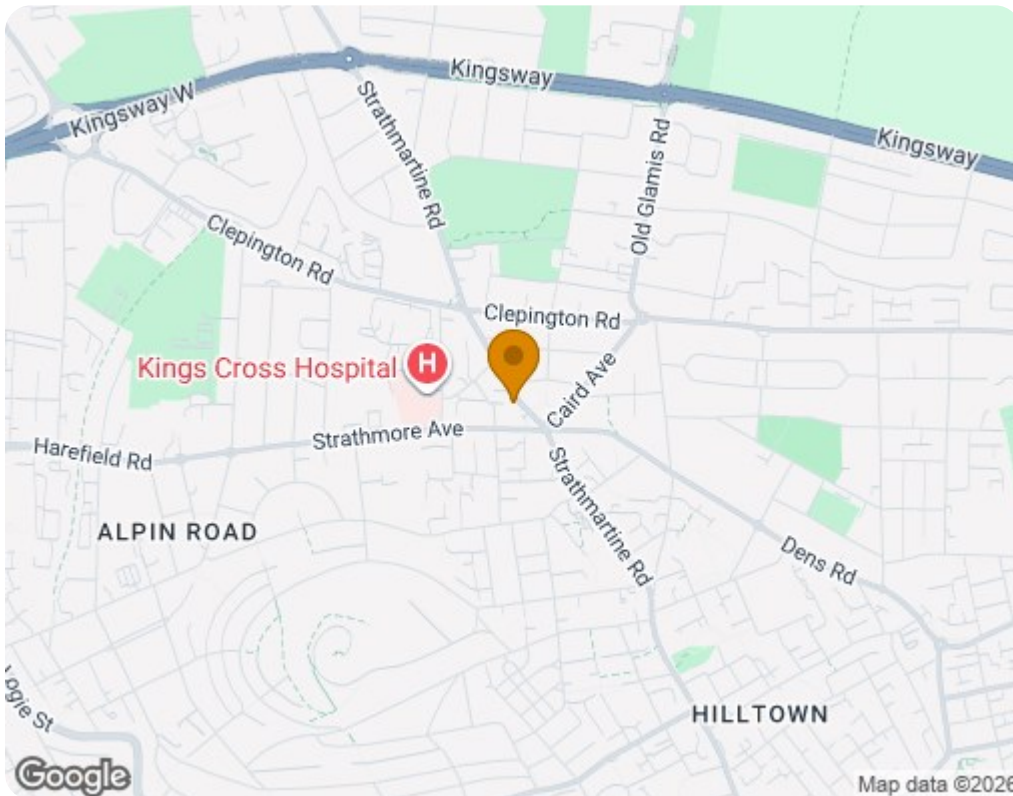 Kingsway
Kingsway W
Strathmartine Rd
Old Glamis Rd
Kingsway
Clepington Rd
Clepington Rd
Kings Cross Hospital
H
Caird Ave
Strathmore Ave
Harefield Rd
Strathmartine Rd
ALPIN ROAD
Dens Rd
Logie St
HILLTOWN
Google
Map data ©2026